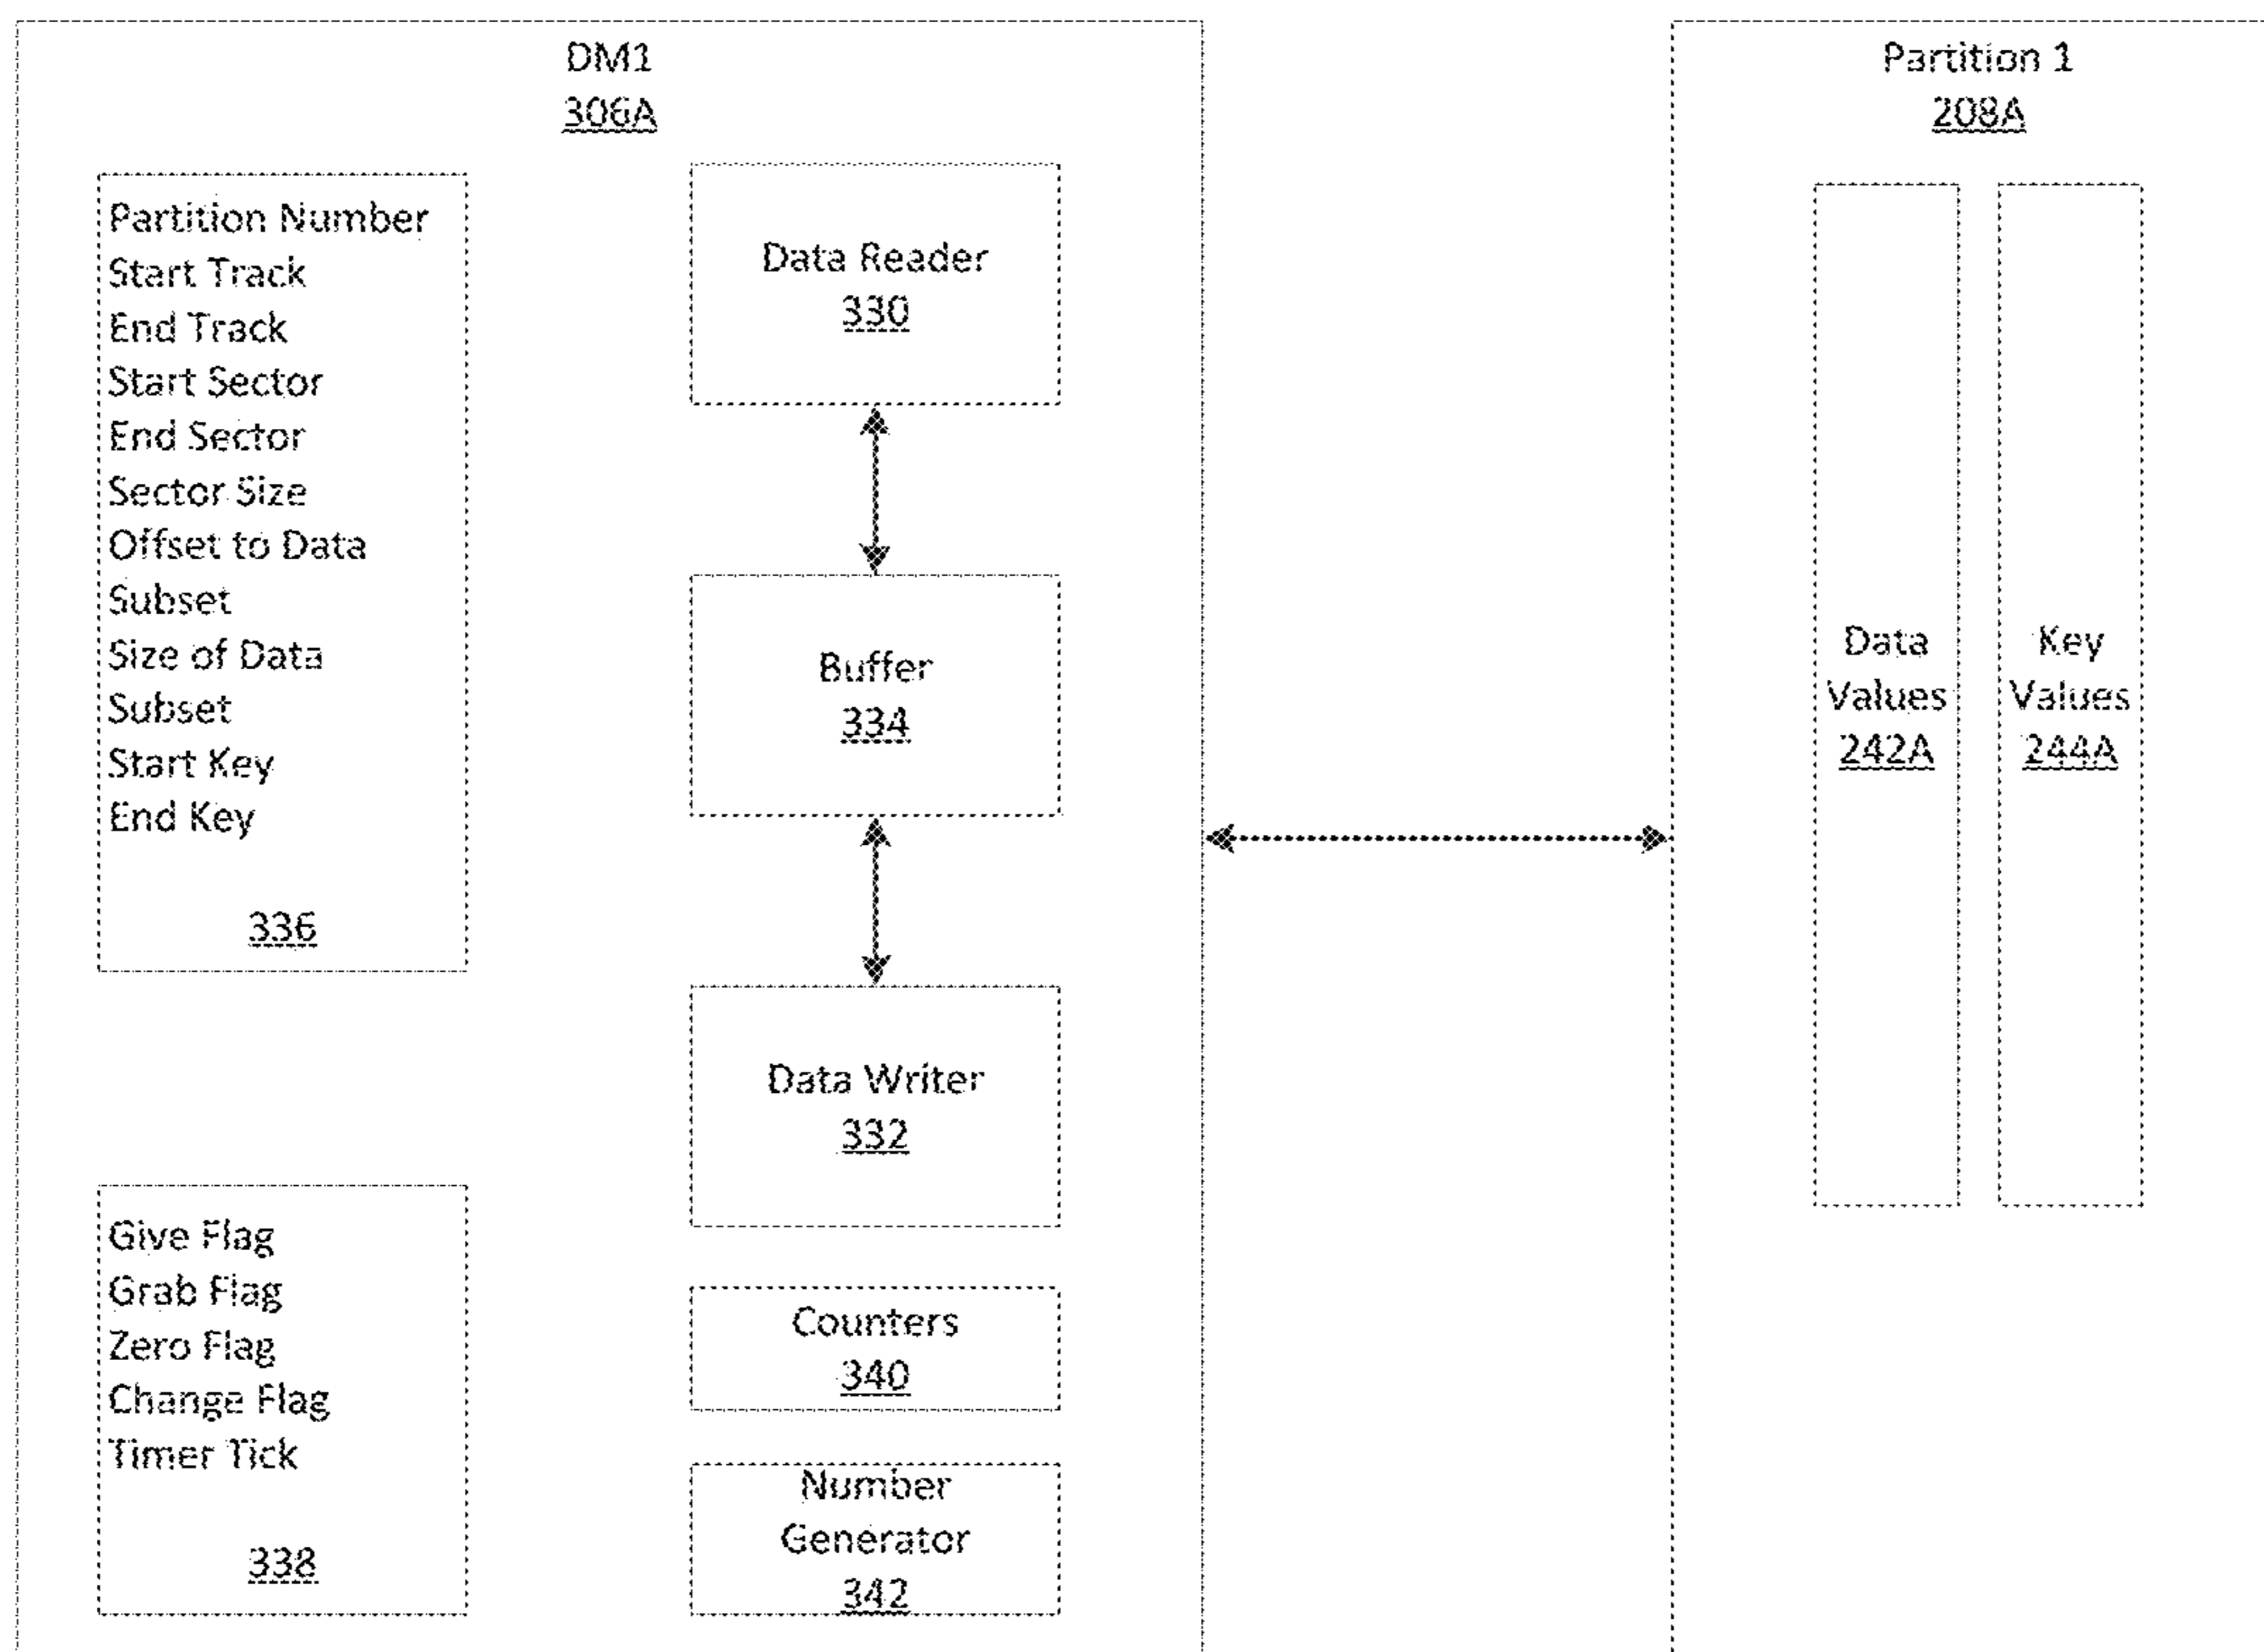 DM1
306A
Partition Number
Start Track
End Track
Start Sector
End Sector
Sector Size
Offset to Data
Subset
Size of Data
Subset
Start Key
End Key
336
Give Flag
Grab Flag
Zero Flag
Change Flag
Timer Tick
338
Data Reader
330
Buffer
334
Data Writer
332
Counters
340
Number
Generator
342
Partition 1
208A
Data
Values
242A
Key
Values
244A